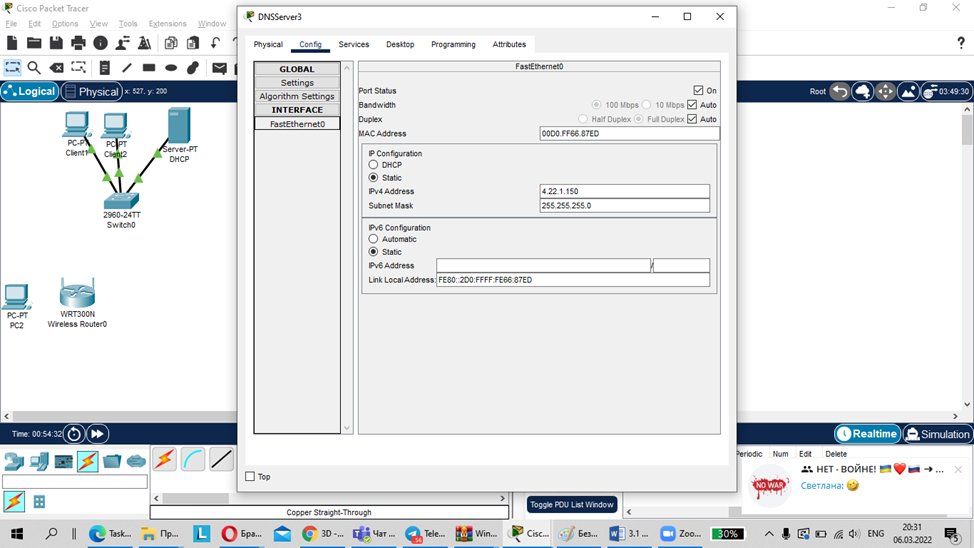 Cisco Packet Tracer
File Edit Options View Tools Extensions Window
Logical Physical x: 527, y: 200
Root 03:49:30
PC-PT
Client1
PC-PT
Client2
Server-PT
DHCP
2960-24TT
Switch0
PC-PT
PC2
WRT300N
Wireless Router0
DNSServer3
Physical Config Services Desktop Programming Attributes
GLOBAL
Settings
Algorithm Settings
INTERFACE
FastEthernet0
FastEthernet0
Port Status On
Bandwidth 100 Mbps 10 Mbps Auto
Duplex Half Duplex Full Duplex Auto
MAC Address 00D0.FF66.87ED
IP Configuration
DHCP
Static
IPv4 Address 4.22.1.150
Subnet Mask 255.255.255.0
IPv6 Configuration
Automatic
Static
IPv6 Address /
Link Local Address: FE80::2D0:FFFF:FE66:87ED
Top
Time: 00:54:32
Realtime Simulation
Copper Straight-Through
Toggle PDU List Window
Periodic Num Edit Delete
NO WAR
НЕТ - ВОЙНЕ! 🇺🇦❤️🇷🇺 → ...
Светлана: 🤣
Task... Пр... L Бра... 3D -... Чат ... Tele... Win... Cisc... Без... 3.1 ... Zoo...
56
30%
ENG
20:31
06.03.2022
5